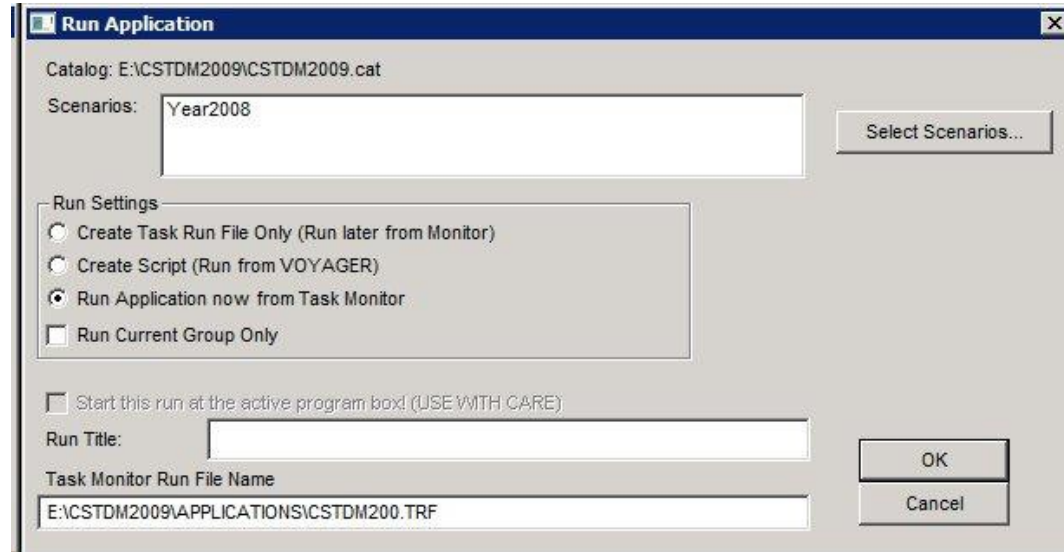 Run Application
Catalog: E:\CSTDM2009\CSTDM2009.cat
Scenarios:
Year2008
Select Scenarios...
Run Settings
Create Task Run File Only (Run later from Monitor)
Create Script (Run from VOYAGER)
Run Application now from Task Monitor
Run Current Group Only
Start this run at the active program box! (USE WITH CARE)
Run Title:
OK
Task Monitor Run File Name
E:\CSTDM2009\APPLICATIONS\CSTDM200.TRF
Cancel